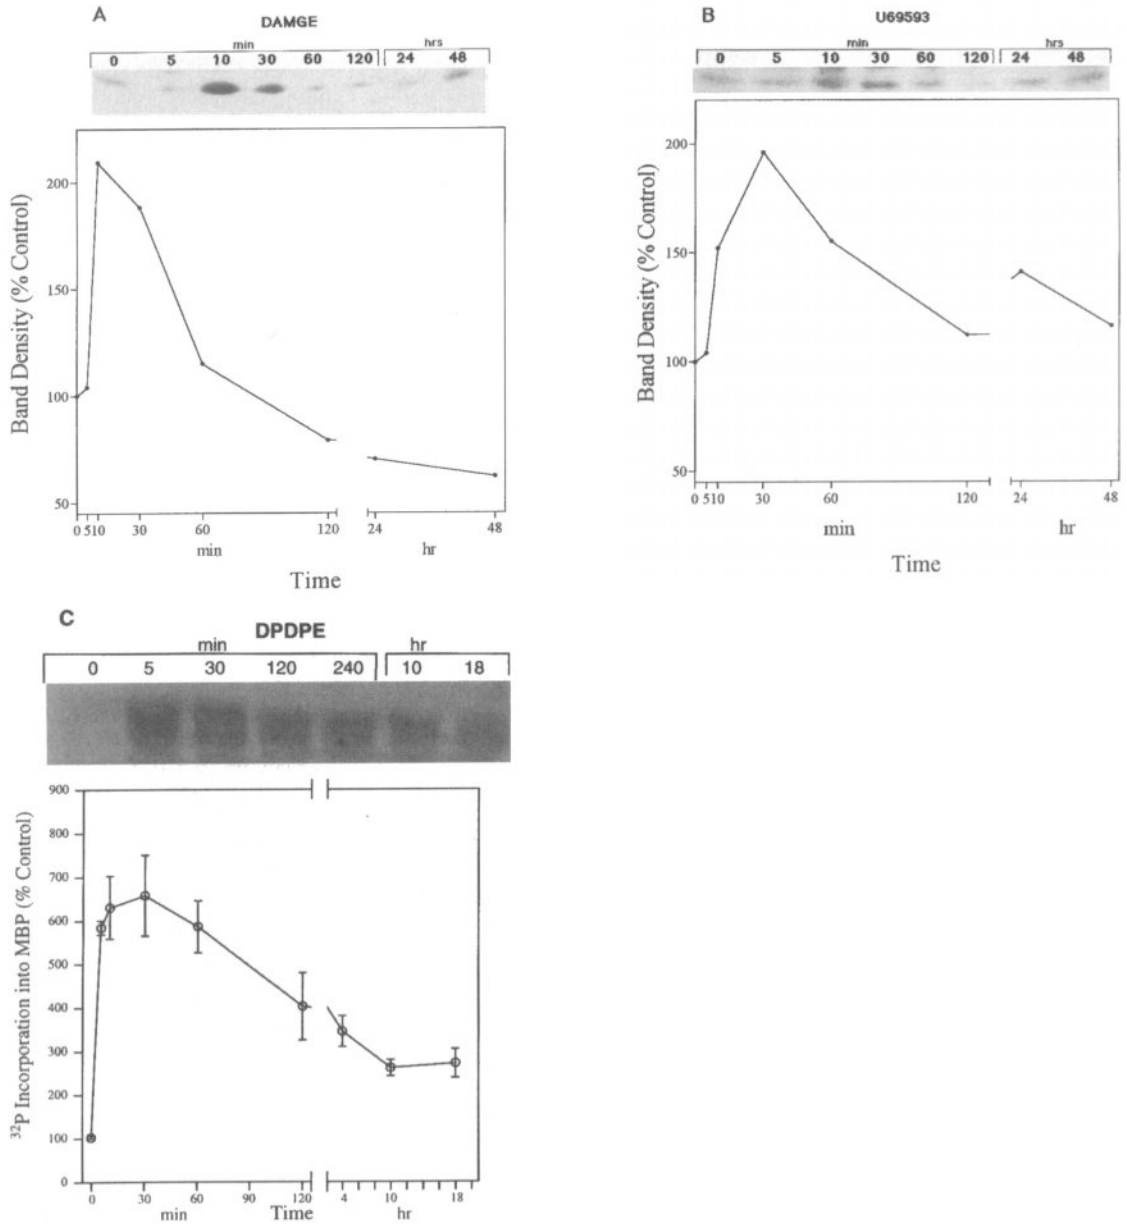 A
DAMGE
min hrs
0 5 10 30 60 120 24 48
Band Density (% Control)
200
150
100
50
0 5 10 30 60 120 24 48
min hr
Time
B
U69593
min hrs
0 5 10 30 60 120 24 48
Band Density (% Control)
200
150
100
50
0 5 10 30 60 120 24 48
min hr
Time
C
DPDPE
min hr
0 5 30 120 240 10 18
32P Incorporation into MBP (% Control)
900
800
700
600
500
400
300
200
100
0
0 30 60 90 120 4 10 18
min Time hr